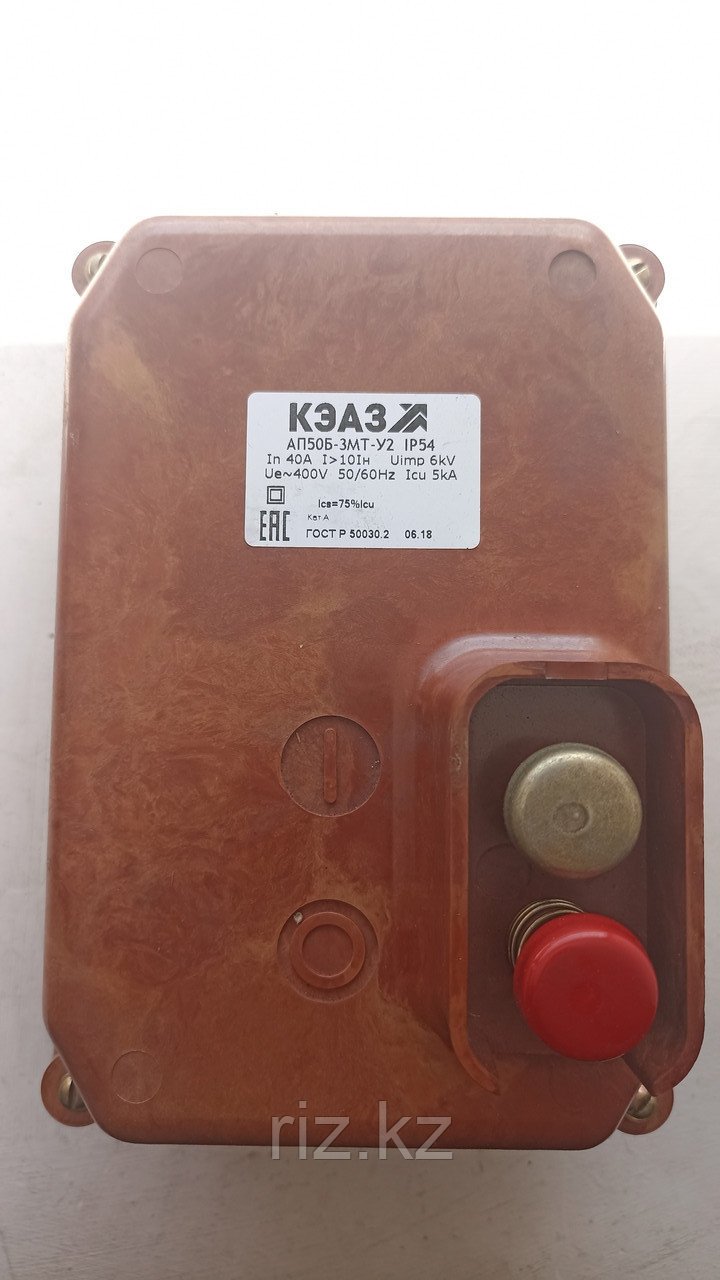 КЭАЗ
АП50Б-3МТ-У2 IP54
In 40A I>10Iн Uimp 6kV
Ue~400V 50/60Hz Icu 5kA
Ics=75%Icu
Кат А
EAC ГОСТ Р 50030.2 06.18
riz.kz